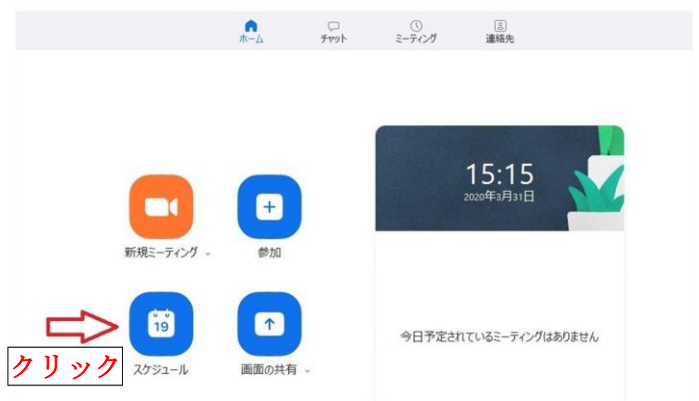 ホーム チャット ミーティング 連絡先
15:15
2020年3月31日
新規ミーティング 参加
19
今日予定されているミーティングはありません
クリック
スケジュール 画面の共有